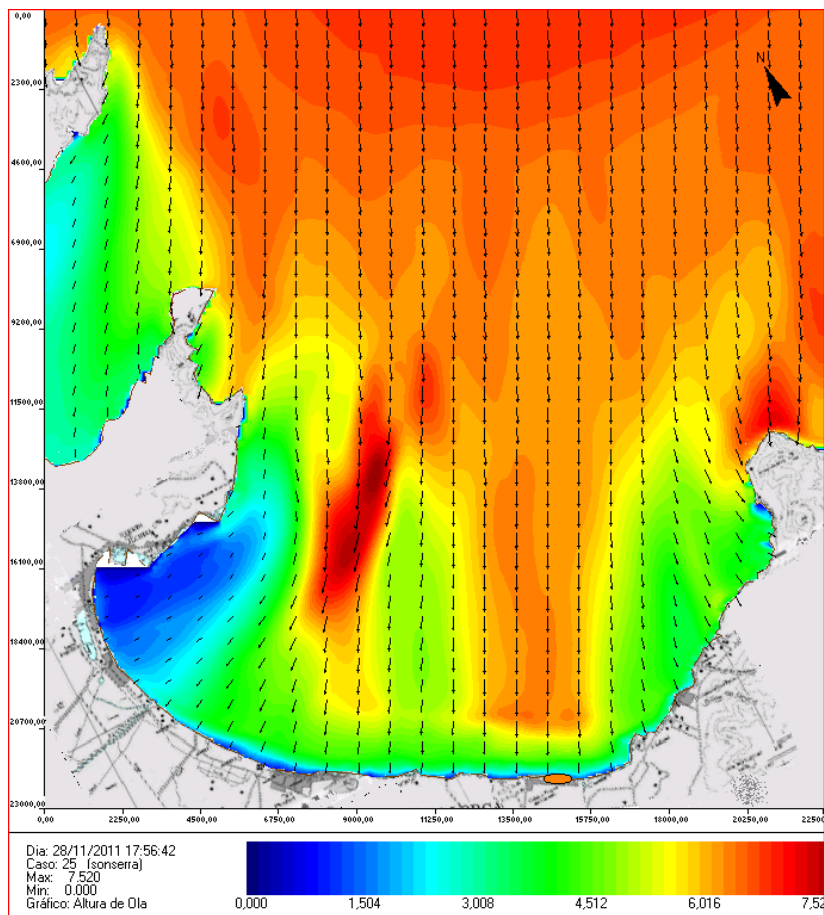 0,00
N
2300,00
4600,00
6900,00
9200,00
11500,00
13800,00
16100,00
18400,00
20700,00
23000,00
0,00 2250,00 4500,00 6750,00 9000,00 11250,00 13500,00 15750,00 18000,00 20250,00 22500
Dia: 28/11/2011 17:56:42
Caso: 25 (sonserra)
Max: 7.520
Min: 0.000
Gráfico: Altura de Ola
0,000 1,504 3,008 4,512 6,016 7,52